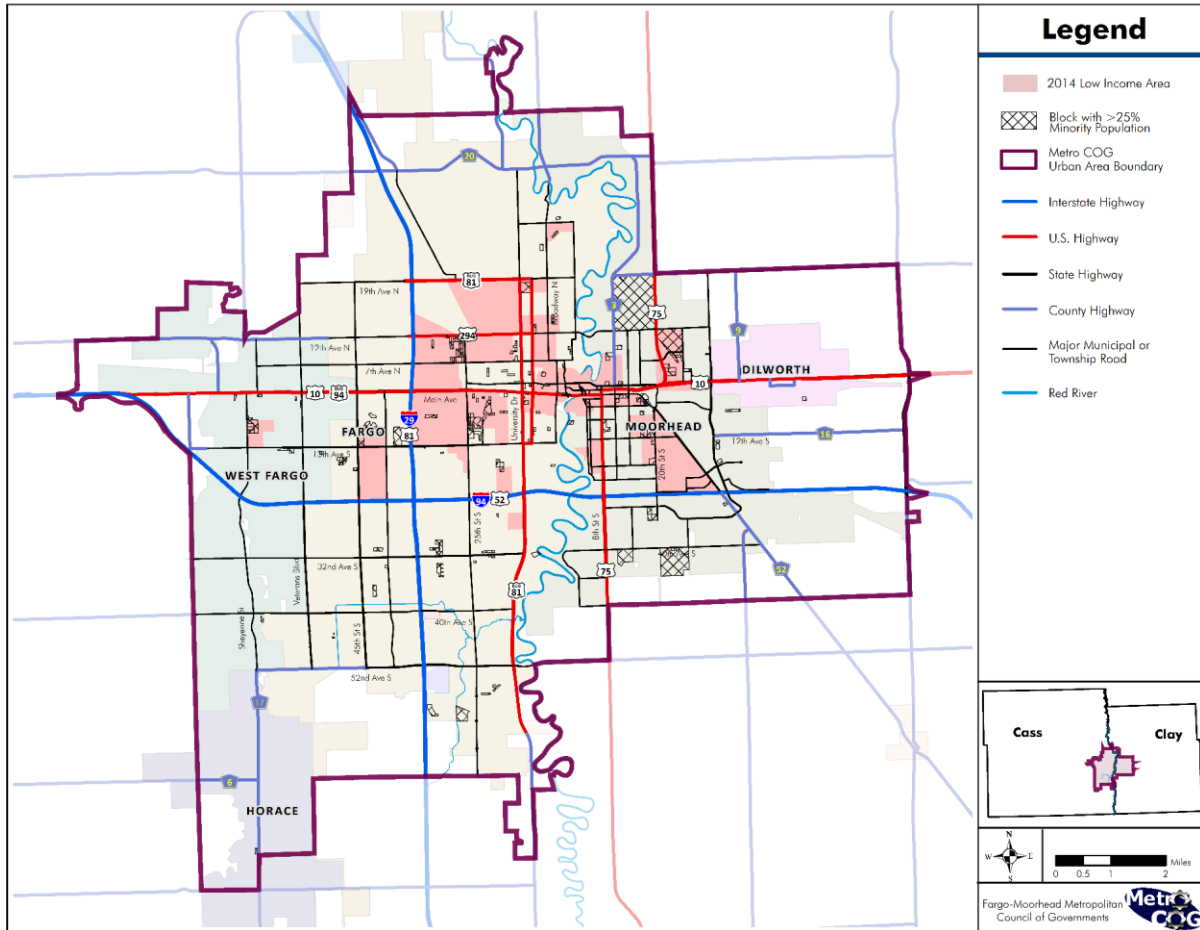 Legend
2014 Low Income Area
Block with >25%
Minority Population
Metro COG
Urban Area Boundary
Interstate Highway
U.S. Highway
State Highway
County Highway
Major Municipal or
Township Road
Red River
20
BUS
81
19th Ave N
Broadway N
3
75
9
294
12th Ave N
7th Ave N
DILWORTH
10
94
10
Main Ave
University Dr
29
81
FARGO
MOORHEAD
12th Ave S
18
13th Ave S
WEST FARGO
20th St S
94
52
25th St S
8th St S
32nd Ave S
75
52
Veterans Blvd
BUS
81
Sheyenne St
45th St S
40th Ave S
52nd Ave S
17
6
HORACE
Cass
Clay
N
W
E
S
0
0.5
1
2
Miles
Fargo-Moorhead Metropolitan
Council of Governments
Metro
COG